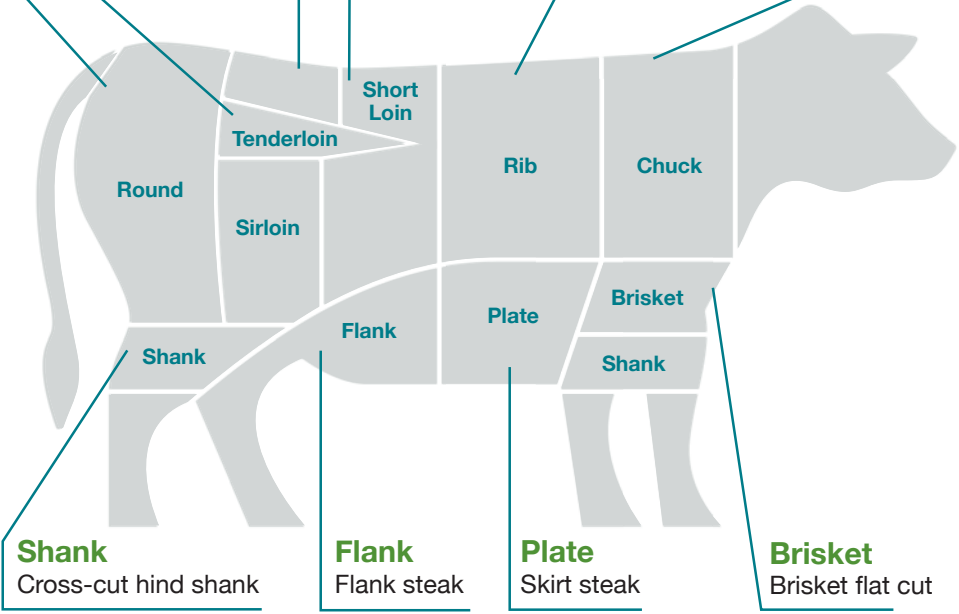 Short
Loin
Tenderloin
Rib
Chuck
Round
Sirloin
Brisket
Plate
Flank
Shank
Shank
Shank
Cross-cut hind shank
Flank
Flank steak
Plate
Skirt steak
Brisket
Brisket flat cut